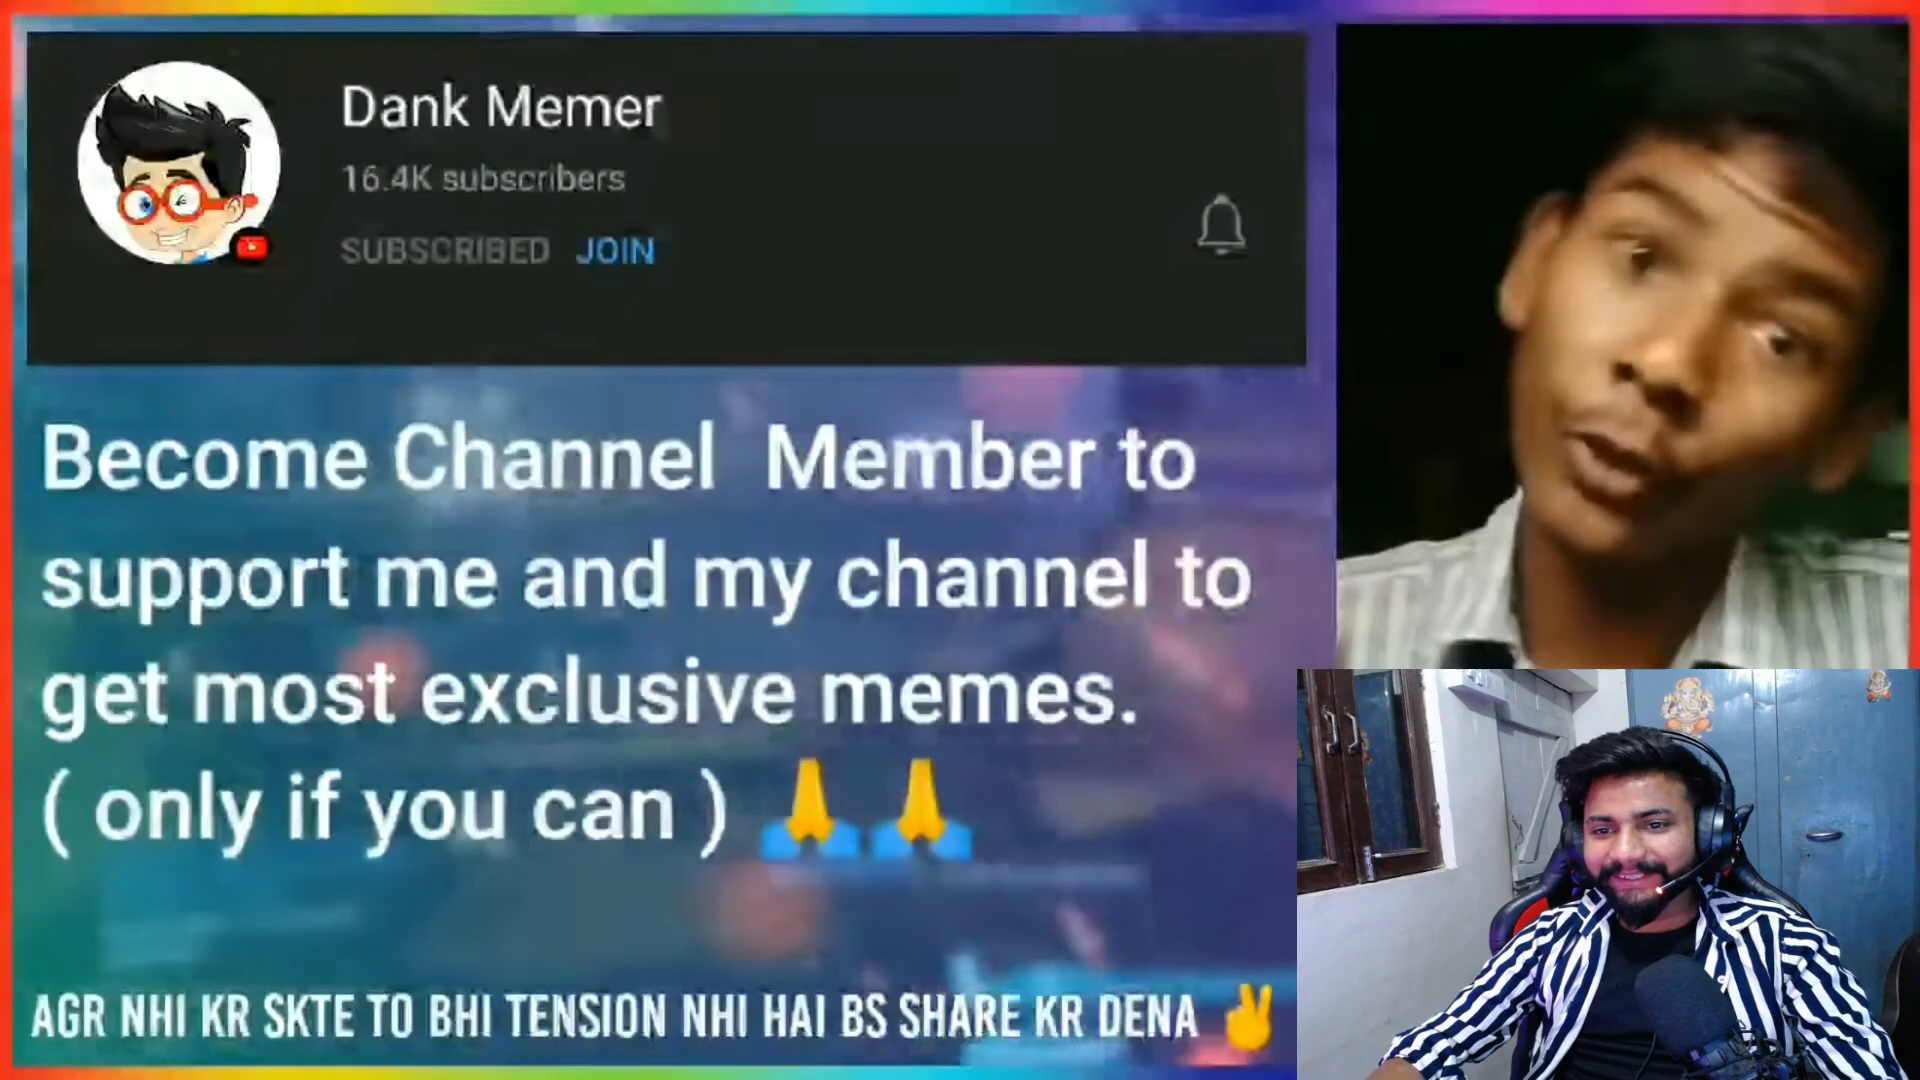 Dank Memer
16.4K subscribers
SUBSCRIBED JOIN
Become Channel Member to
support me and my channel to
get most exclusive memes.
( only if you can ) 🙏🙏
AGR NHI KR SKTE TO BHI TENSION NHI HAI BS SHARE KR DENA ✌